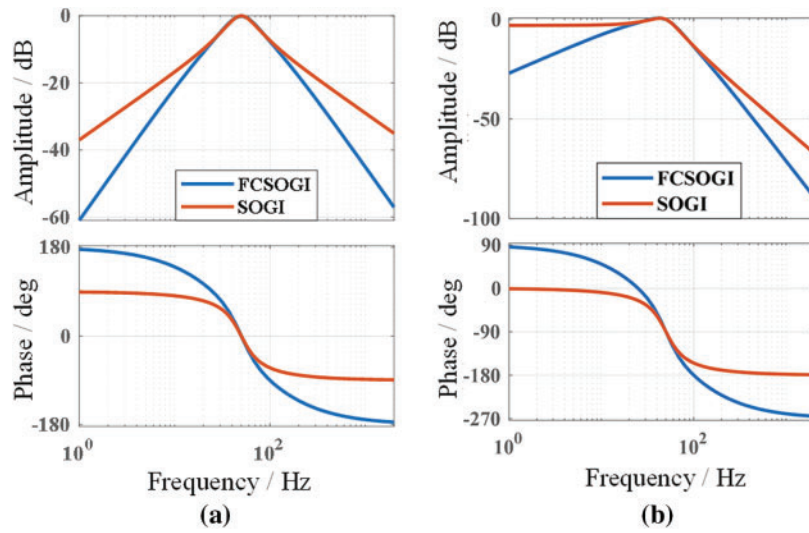 0
-20
-40
-60
Amplitude / dB
FCSOGI
SOGI
180
0
-180
Phase / deg
10^0
10^2
Frequency / Hz
(a)
0
-50
-100
Amplitude / dB
FCSOGI
SOGI
90
0
-90
-180
-270
Phase / deg
10^0
10^2
Frequency / Hz
(b)